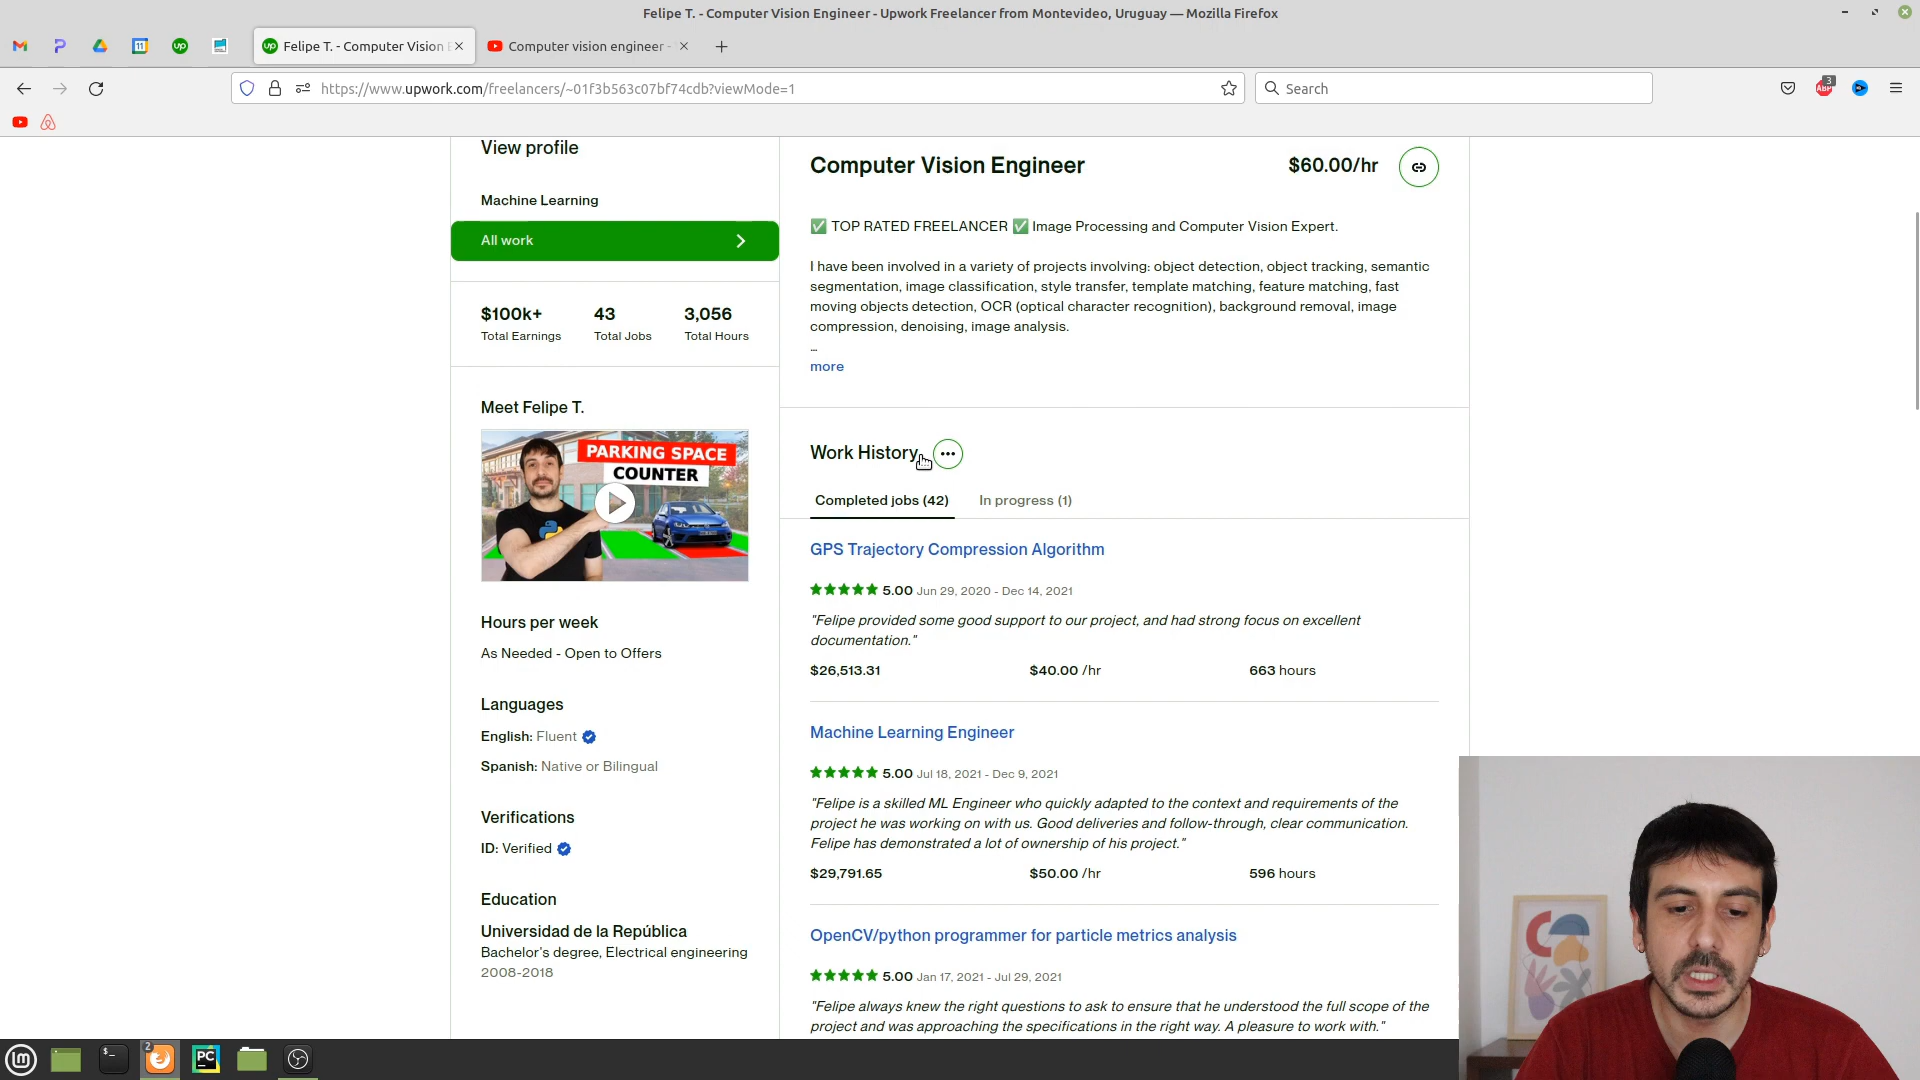 Felipe T. - Computer Vision Engineer - Upwork Freelancer from Montevideo, Uruguay — Mozilla Firefox
Felipe T. - Computer Vision E
Computer vision engineer -
https://www.upwork.com/freelancers/~01f3b563c07bf74cdb?viewMode=1
Search
3
ABP
View profile
Machine Learning
All work
$100k+
Total Earnings
43
Total Jobs
3,056
Total Hours
Meet Felipe T.
PARKING SPACE
COUNTER
Hours per week
As Needed - Open to Offers
Languages
English: Fluent
Spanish: Native or Bilingual
Verifications
ID: Verified
Education
Universidad de la República
Bachelor's degree, Electrical engineering
2008-2018
Computer Vision Engineer
$60.00/hr
✅ TOP RATED FREELANCER ✅ Image Processing and Computer Vision Expert.
I have been involved in a variety of projects involving: object detection, object tracking, semantic
segmentation, image classification, style transfer, template matching, feature matching, fast
moving objects detection, OCR (optical character recognition), background removal, image
compression, denoising, image analysis.
…
more
Work History
Completed jobs (42)
In progress (1)
GPS Trajectory Compression Algorithm
5.00 Jun 29, 2020 - Dec 14, 2021
"Felipe provided some good support to our project, and had strong focus on excellent
documentation."
$26,513.31
$40.00 /hr
663 hours
Machine Learning Engineer
5.00 Jul 18, 2021 - Dec 9, 2021
"Felipe is a skilled ML Engineer who quickly adapted to the context and requirements of the
project he was working on with us. Good deliveries and follow-through, clear communication.
Felipe has demonstrated a lot of ownership of his project."
$29,791.65
$50.00 /hr
596 hours
OpenCV/python programmer for particle metrics analysis
5.00 Jan 17, 2021 - Jul 29, 2021
"Felipe always knew the right questions to ask to ensure that he understood the full scope of the
project and was approaching the specifications in the right way. A pleasure to work with."
2
PC